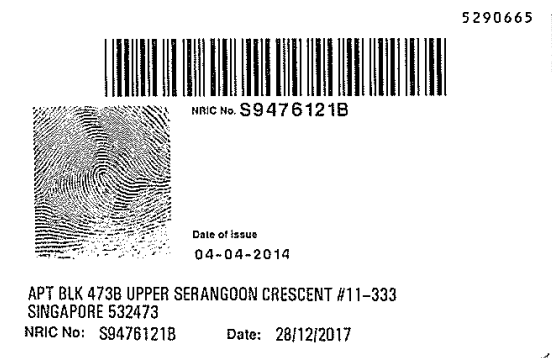 5290665
NRIC No. S9476121B
Date of issue
04-04-2014
APT BLK 473B UPPER SERANGOON CRESCENT #11-333
SINGAPORE 532473
NRIC No: S9476121B Date: 28/12/2017